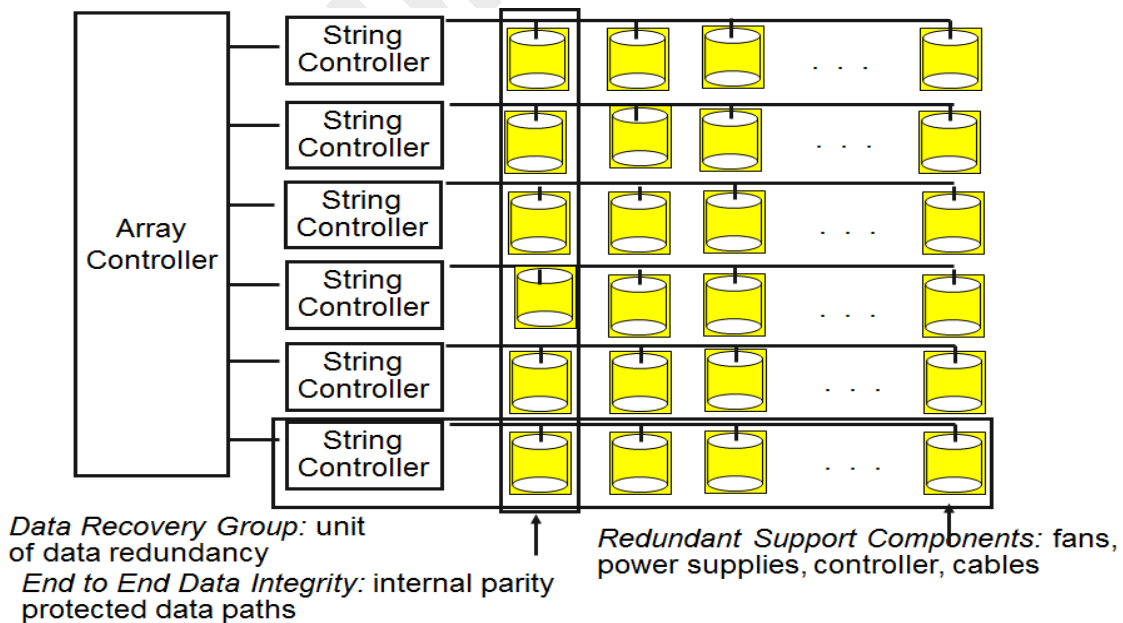 Array
Controller
String
Controller
. . .
String
Controller
. . .
String
Controller
. . .
String
Controller
. . .
String
Controller
. . .
String
Controller
. . .
Data Recovery Group: unit
of data redundancy
End to End Data Integrity: internal parity
protected data paths
Redundant Support Components: fans,
power supplies, controller, cables